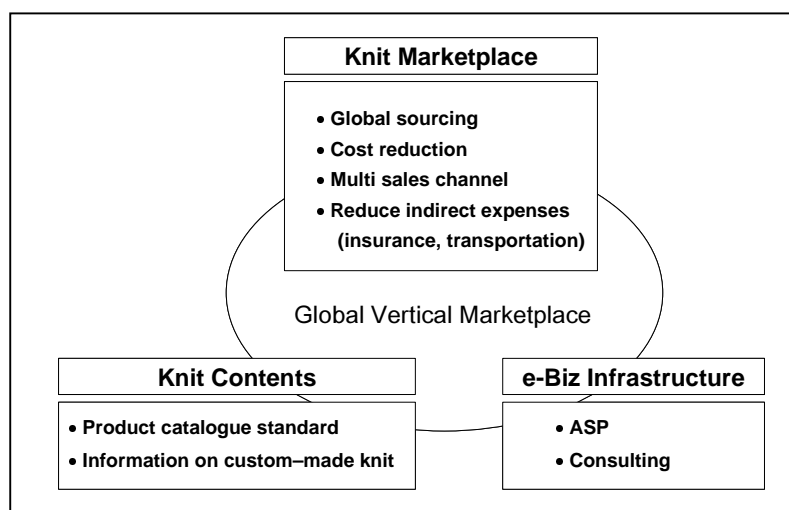 Knit Marketplace
• Global sourcing
• Cost reduction
• Multi sales channel
• Reduce indirect expenses
(insurance, transportation)
Global Vertical Marketplace
Knit Contents
• Product catalogue standard
• Information on custom–made knit
e-Biz Infrastructure
• ASP
• Consulting